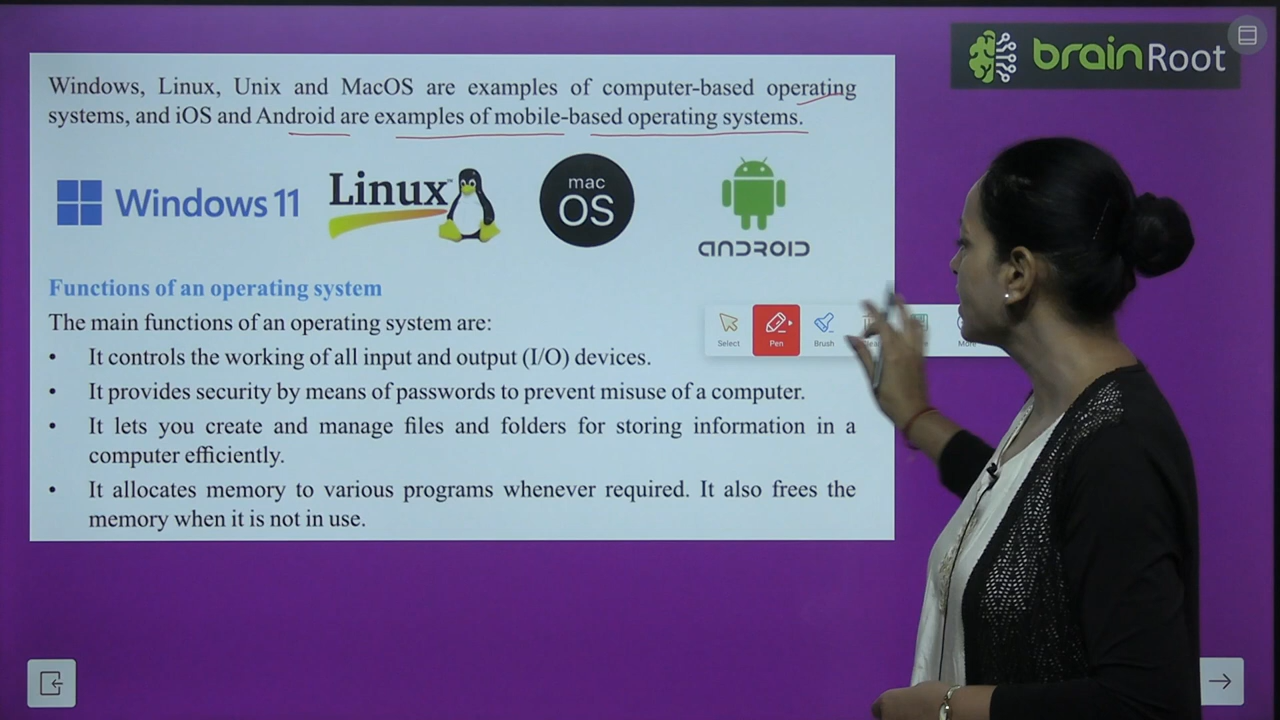 brainRoot
Windows, Linux, Unix and MacOS are examples of computer-based operating
systems, and iOS and Android are examples of mobile-based operating systems.
Windows 11
Linux
mac
OS
ANDROID
Functions of an operating system
The main functions of an operating system are:
Select
Pen
Brush
• It controls the working of all input and output (I/O) devices.
• It provides security by means of passwords to prevent misuse of a computer.
• It lets you create and manage files and folders for storing information in a
computer efficiently.
• It allocates memory to various programs whenever required. It also frees the
memory when it is not in use.